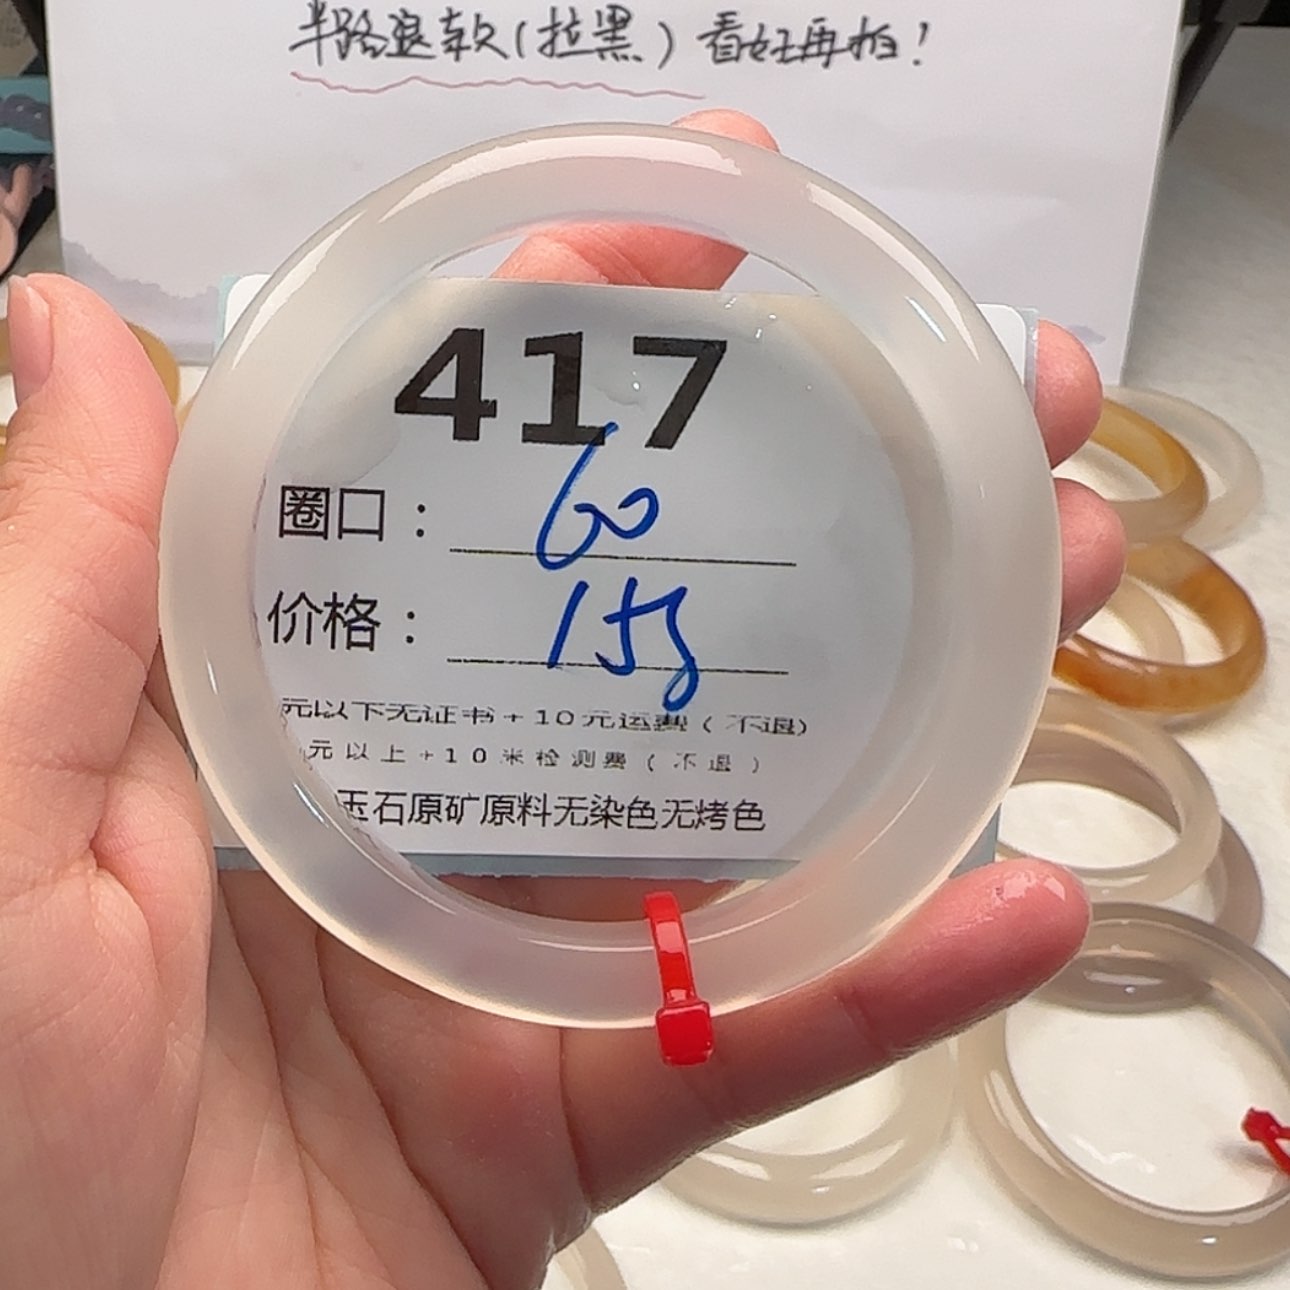 半路退款(拉黑)看好再拍!
417
圈口: 60
价格:
元以下无证书+10元运费(不退)
元以上+10米检测费(不退)
玉石原矿原料无染色无烤色